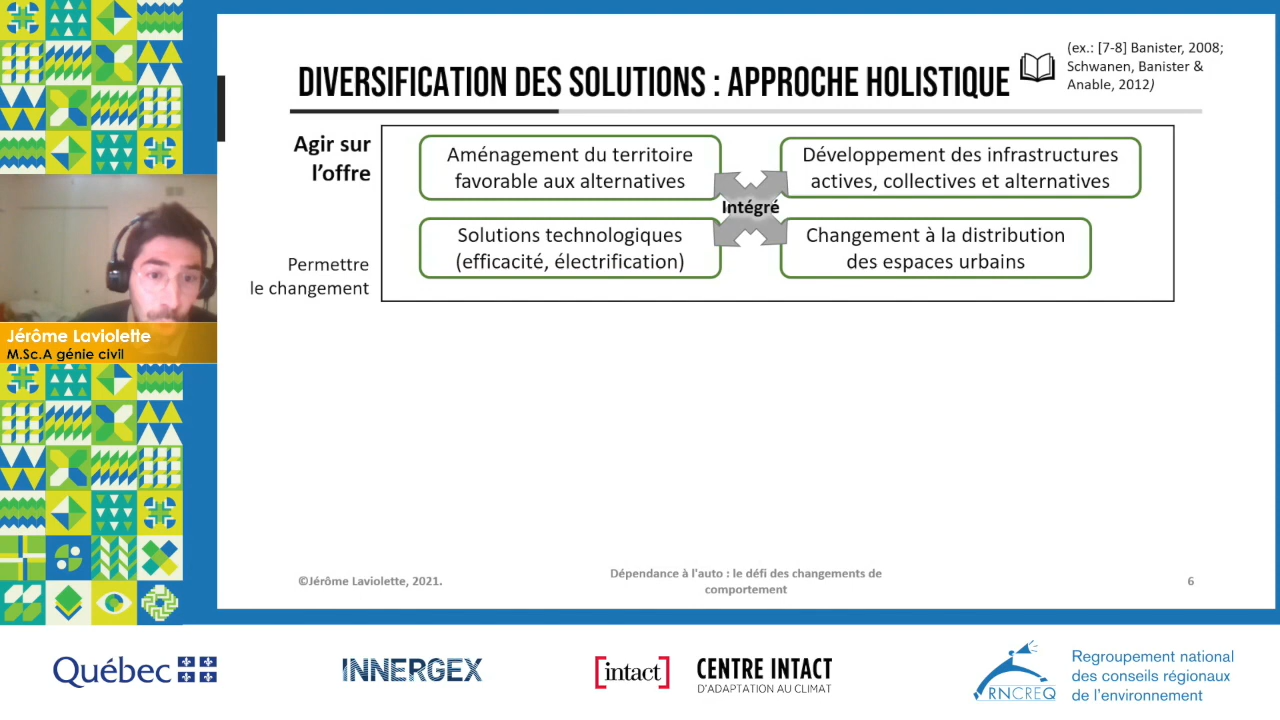 DIVERSIFICATION DES SOLUTIONS : APPROCHE HOLISTIQUE
(ex.: [7-8] Banister, 2008;
Schwanen, Banister &
Anable, 2012)
Agir sur
l'offre
Permettre
le changement
Aménagement du territoire
favorable aux alternatives
Développement des infrastructures
actives, collectives et alternatives
Intégré
Solutions technologiques
(efficacité, électrification)
Changement à la distribution
des espaces urbains
Jérôme Laviolette
M.Sc.A génie civil
©Jérôme Laviolette, 2021.
Dépendance à l'auto : le défi des changements de
comportement
6
Québec
INNERGEX
[intact]
CENTRE INTACT
D'ADAPTATION AU CLIMAT
RNCREQ
Regroupement national
des conseils régionaux
de l'environnement